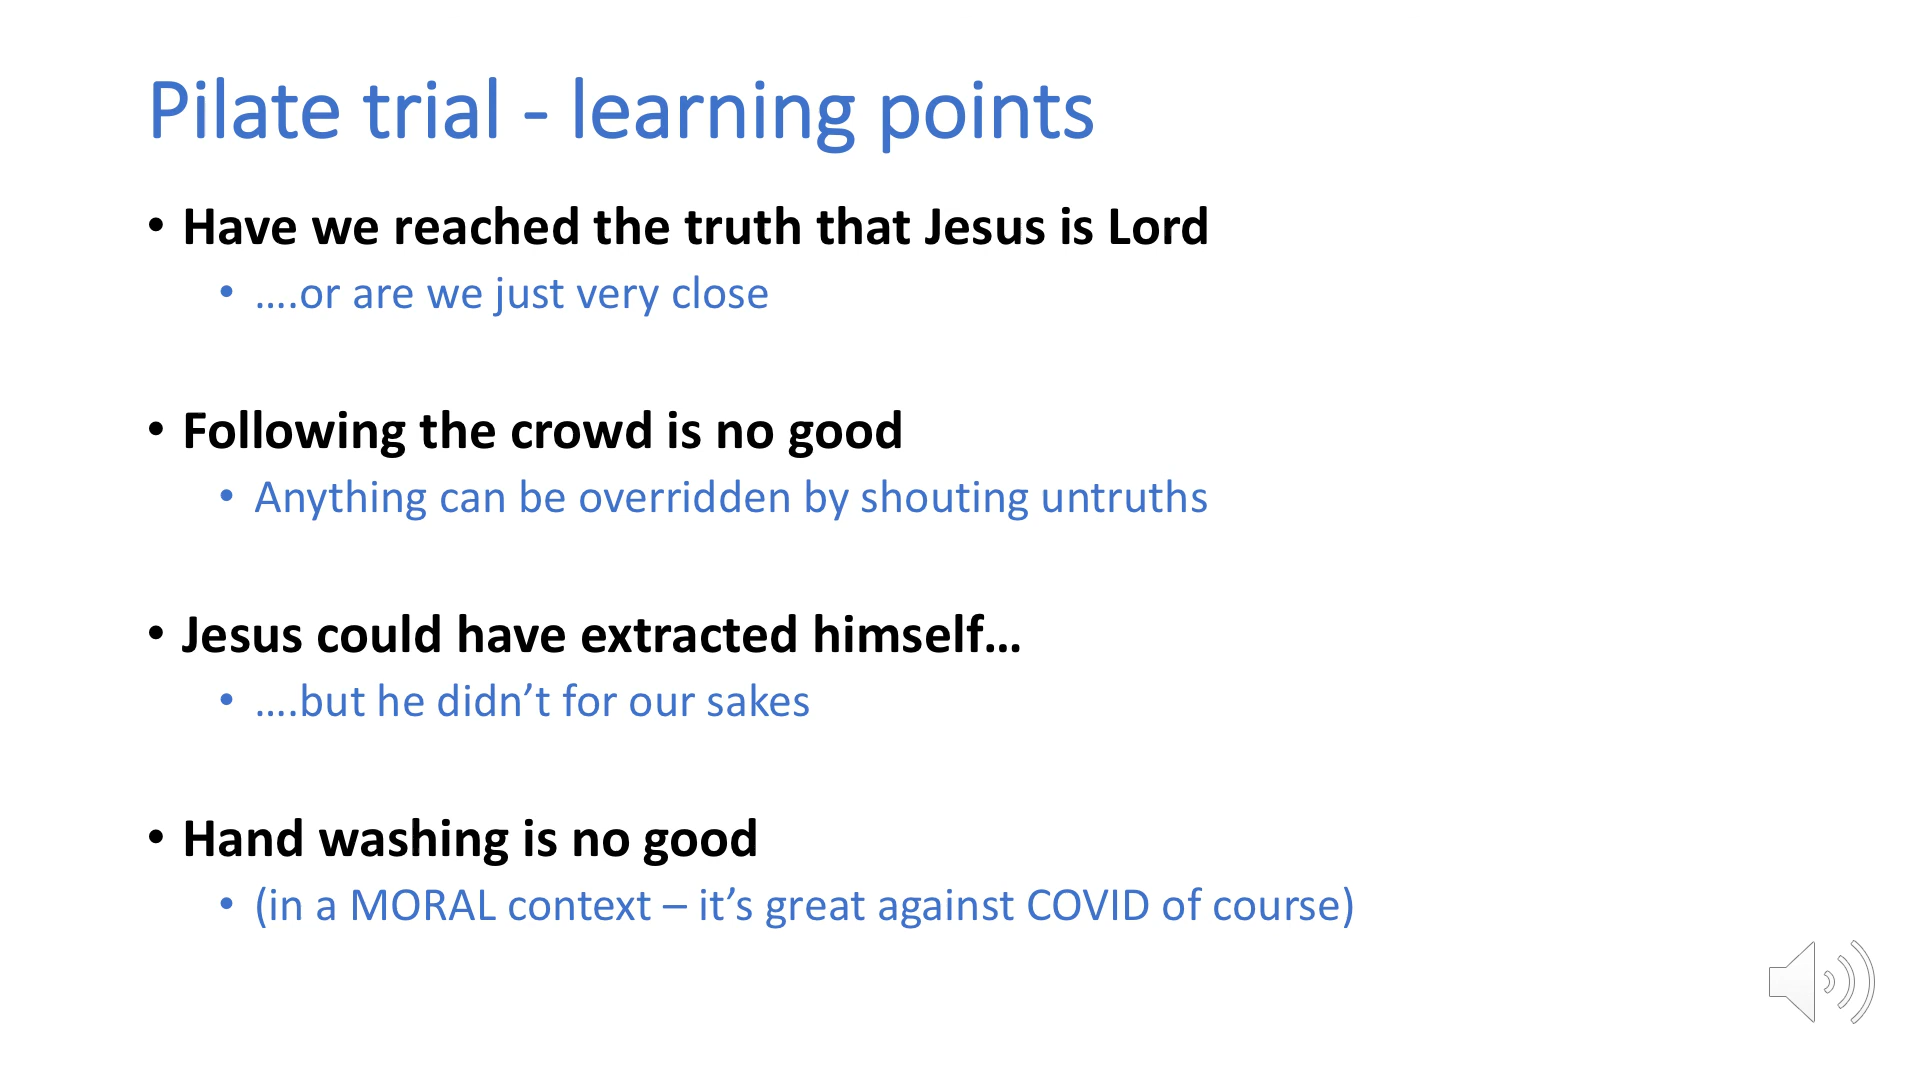 Pilate trial - learning points
• Have we reached the truth that Jesus is Lord
• ….or are we just very close
• Following the crowd is no good
• Anything can be overridden by shouting untruths
• Jesus could have extracted himself…
• ….but he didn’t for our sakes
• Hand washing is no good
• (in a MORAL context – it’s great against COVID of course)